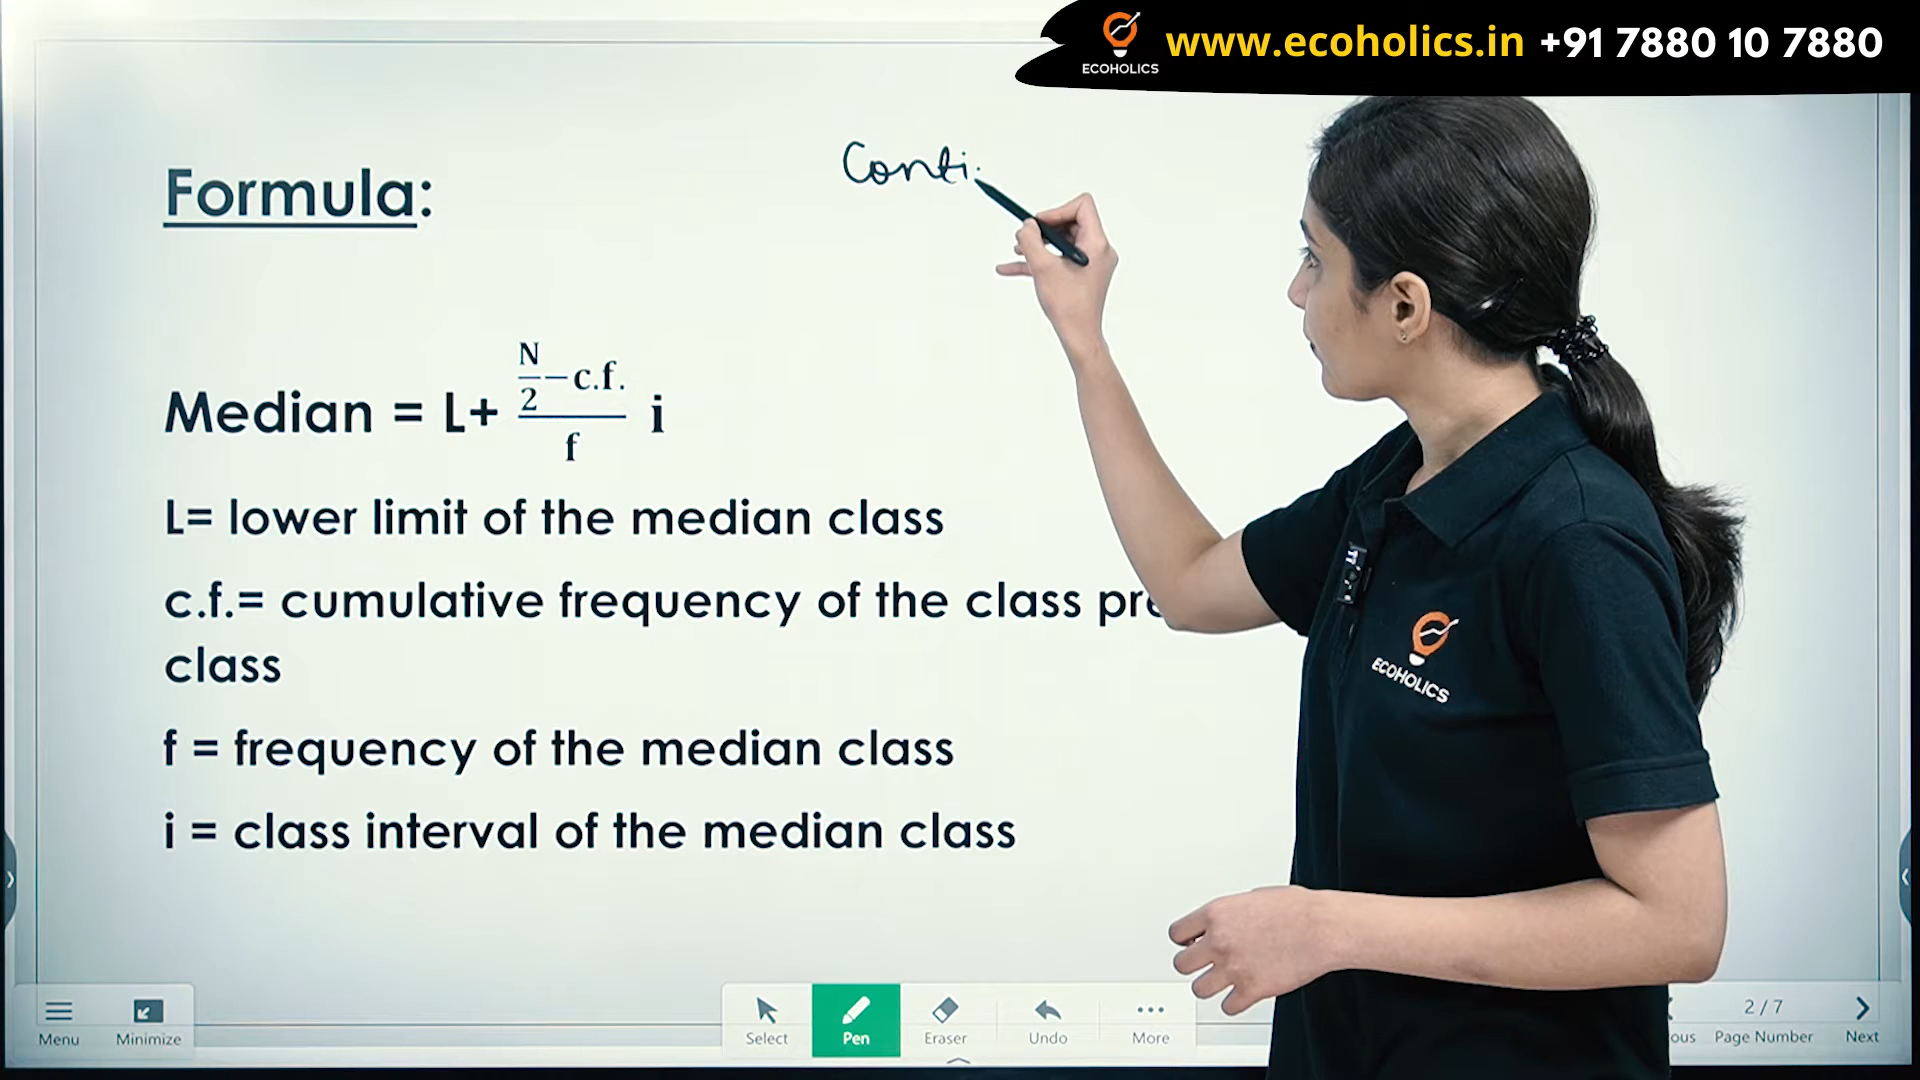 www.ecoholics.in +91 7880 10 7880
ECOHOLICS
Conti
Formula:
Median = L+ N/2 – c.f. / f i
L= lower limit of the median class
c.f.= cumulative frequency of the class
class
f = frequency of the median class
i = class interval of the median class
ECOHOLICS
Menu Minimize Select Pen Eraser Undo More 2 / 7 Page Number Next